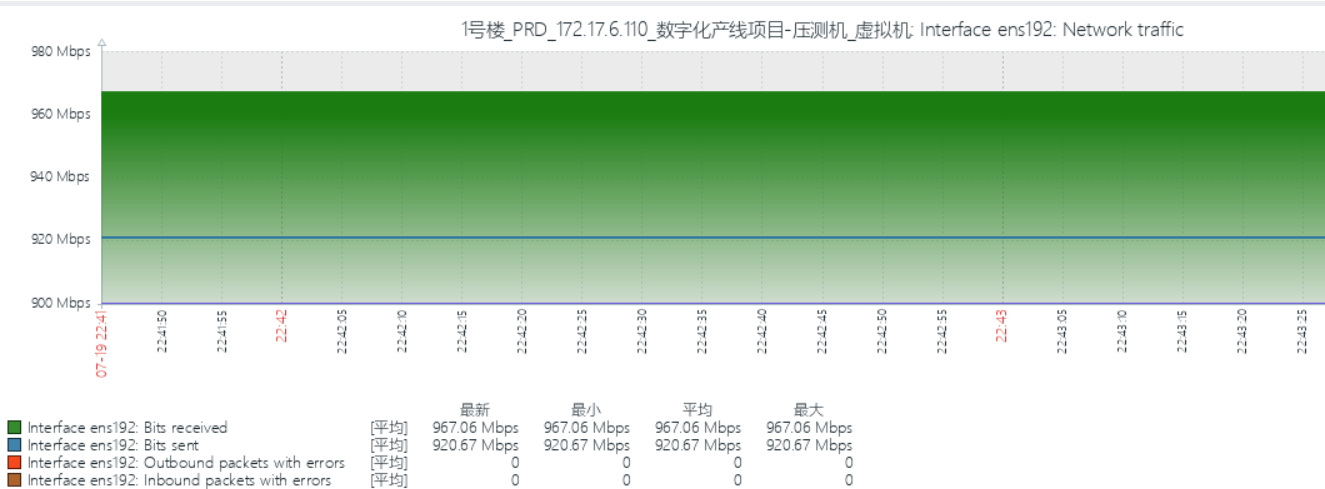 1号楼_PRD_172.17.6.110_数字化产线项目-压测机_虚拟机: Interface ens192: Network traffic
980 Mbps
960 Mbps
940 Mbps
920 Mbps
900 Mbps
07-19 22:41
22:41:50
22:41:55
22:42
22:42:05
22:42:10
22:42:15
22:42:20
22:42:25
22:42:30
22:42:35
22:42:40
22:42:45
22:42:50
22:42:55
22:43
22:43:05
22:43:10
22:43:15
22:43:20
22:43:25
最新 最小 平均 最大
Interface ens192: Bits received [平均] 967.06 Mbps 967.06 Mbps 967.06 Mbps 967.06 Mbps
Interface ens192: Bits sent [平均] 920.67 Mbps 920.67 Mbps 920.67 Mbps 920.67 Mbps
Interface ens192: Outbound packets with errors [平均] 0 0 0 0
Interface ens192: Inbound packets with errors [平均] 0 0 0 0